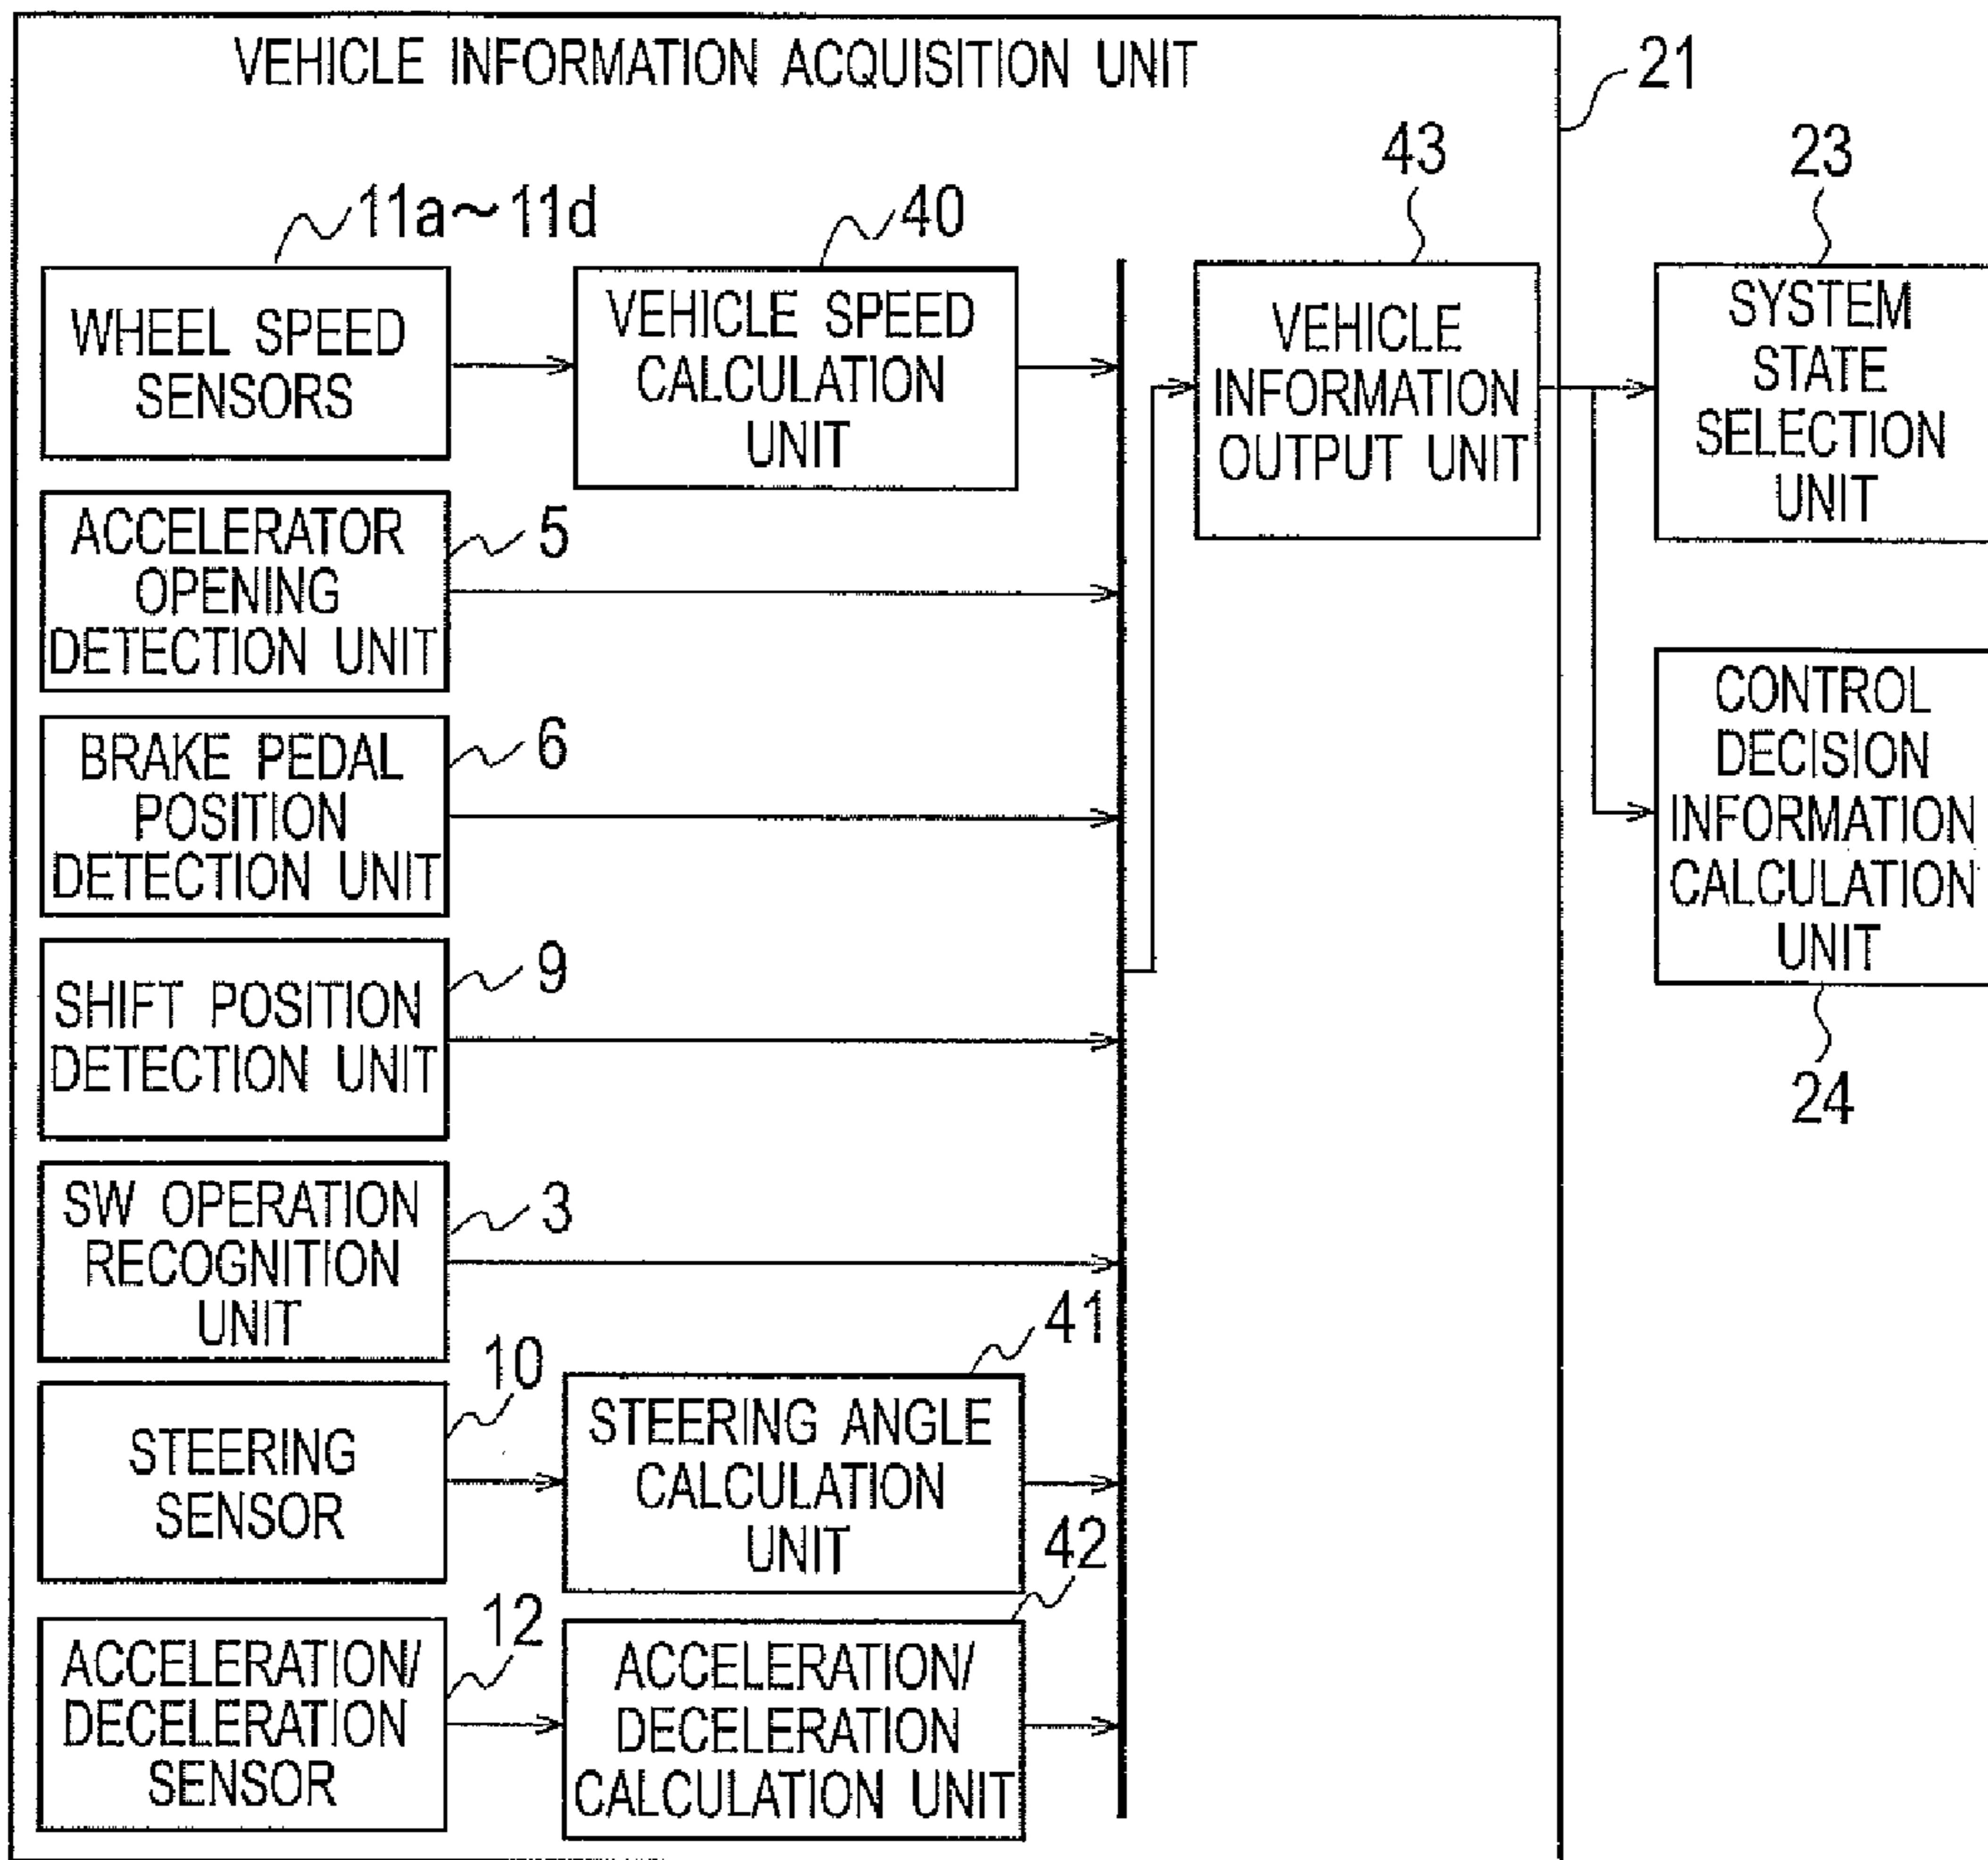 VEHICLE INFORMATION ACQUISITION UNIT
21
11a~11d
40
43
23
WHEEL SPEED
SENSORS
VEHICLE SPEED
CALCULATION
UNIT
VEHICLE
INFORMATION
OUTPUT UNIT
SYSTEM
STATE
SELECTION
UNIT
ACCELERATOR
OPENING
DETECTION UNIT
5
BRAKE PEDAL
POSITION
DETECTION UNIT
6
CONTROL
DECISION
INFORMATION
CALCULATION
UNIT
24
SHIFT POSITION
DETECTION UNIT
9
SW OPERATION
RECOGNITION
UNIT
3
STEERING
SENSOR
10
STEERING ANGLE
CALCULATION
UNIT
41
ACCELERATION/
DECELERATION
SENSOR
12
ACCELERATION/
DECELERATION
CALCULATION UNIT
42